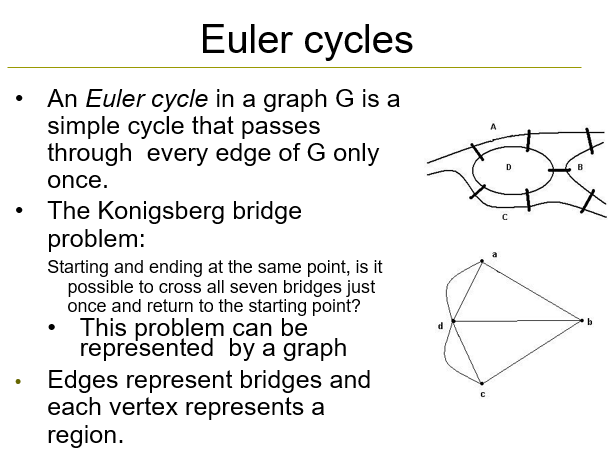 Euler cycles
• An Euler cycle in a graph G is a
simple cycle that passes
through every edge of G only
once.
• The Konigsberg bridge
problem:
Starting and ending at the same point, is it
possible to cross all seven bridges just
once and return to the starting point?
• This problem can be
represented by a graph
• Edges represent bridges and
each vertex represents a
region.
A
D
B
C
a
d
b
c